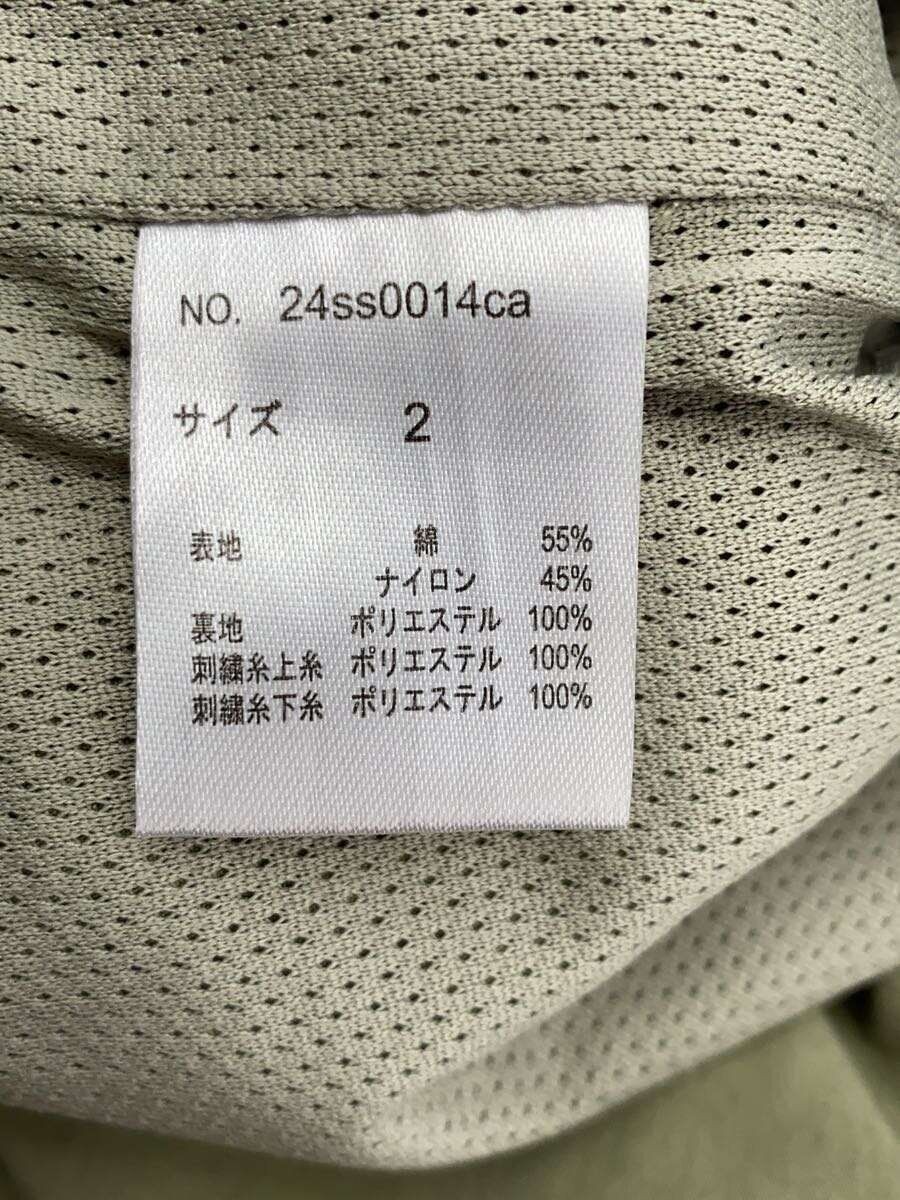 NO. 24ss0014ca
サイズ 2
表地 綿 55%
ナイロン 45%
裏地 ポリエステル 100%
刺繍糸上糸 ポリエステル 100%
刺繍糸下糸 ポリエステル 100%